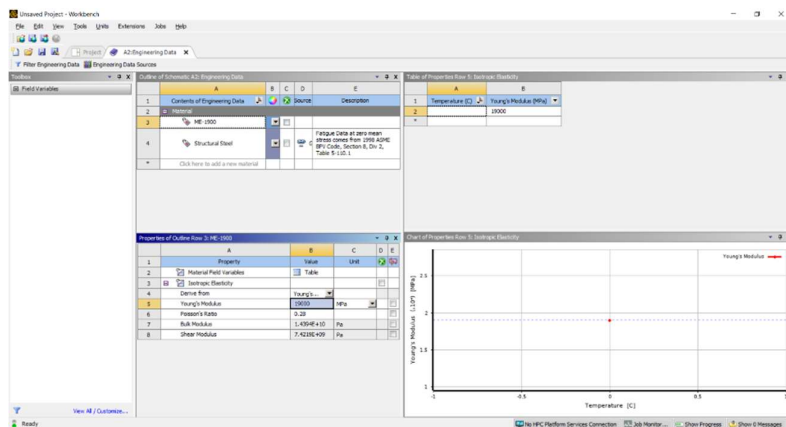 Unsaved Project - Workbench
File Edit View Tools Units Extensions Jobs Help
Project A2:Engineering Data X
Filter Engineering Data Engineering Data Sources
Toolbox
Field Variables
View All / Customize...
Outline of Schematic A2: Engineering Data
A B C D E
1 Contents of Engineering Data Source Description
2 Material
3 ME-1900
4 Structural Steel
Fatigue Data at zero mean
stress comes from 1998 ASME
BPV Code, Section 8, Div 2,
Table 5-110.1
* Click here to add a new material
Table of Properties Row 5: Isotropic Elasticity
A B
1 Temperature (C) Young's Modulus (MPa)
2 19000
*
Properties of Outline Row 3: ME-1900
A B C D E
1 Property Value Unit
2 Material Field Variables Table
3 Isotropic Elasticity
4 Derive from Young's...
5 Young's Modulus 19000 MPa
6 Poisson's Ratio 0.28
7 Bulk Modulus 1.4394E+10 Pa
8 Shear Modulus 7.4219E+09 Pa
Chart of Properties Row 5: Isotropic Elasticity
Young's Modulus
Young's Modulus (.10⁴) [MPa]
2.5
2
1.5
1
-1 -0.5 0 0.5 1
Temperature [C]
Ready
No HPC Platform Services Connection Job Monitor... Show Progress Show 0 Messages